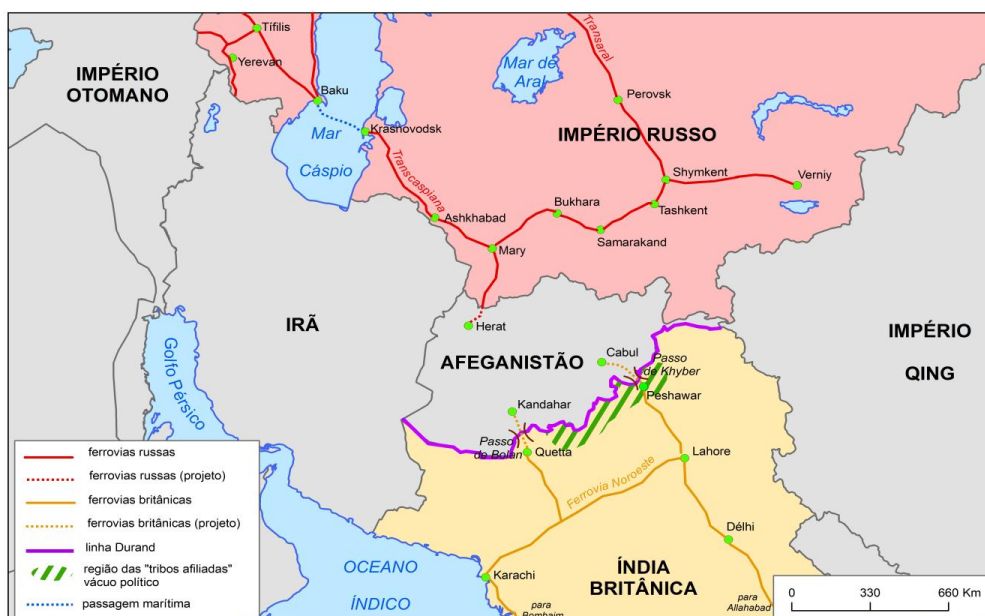 Tífilis
Yerevan
IMPÉRIO
OTOMANO
Baku
Mar
Cáspio
Krasnovodsk
Transcaspiana
Mar de
Aral
Transaral
Perovsk
IMPÉRIO RUSSO
Shymkent
Verniy
Tashkent
Bukhara
Samarakand
Ashkhabad
Mary
Herat
IRÃ
AFEGANISTÃO
Cabul
Passo
de Khyber
Peshawar
Kandahar
Passo
de Bolan
Quetta
IMPÉRIO
QING
Golfo Pérsico
Lahore
Ferrovia Noroeste
Délhi
ÍNDIA
BRITÂNICA
Karachi
OCEANO
ÍNDICO
para
Bombaim
para
Allahabad
ferrovias russas
ferrovias russas (projeto)
ferrovias britânicas
ferrovias britânicas (projeto)
linha Durand
região das "tribos afiliadas"
vácuo político
passagem marítima
0 330 660 Km